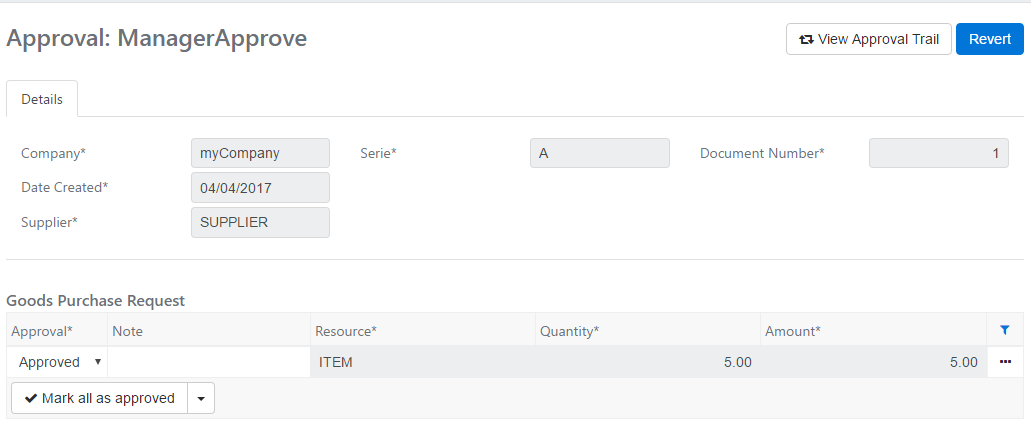 Approval: ManagerApprove View Approval Trail Revert
Details
Company* myCompany Serie* A Document Number* 1
Date Created* 04/04/2017
Supplier* SUPPLIER
Goods Purchase Request
Approval* Note Resource* Quantity* Amount*
Approved ITEM 5.00 5.00
Mark all as approved